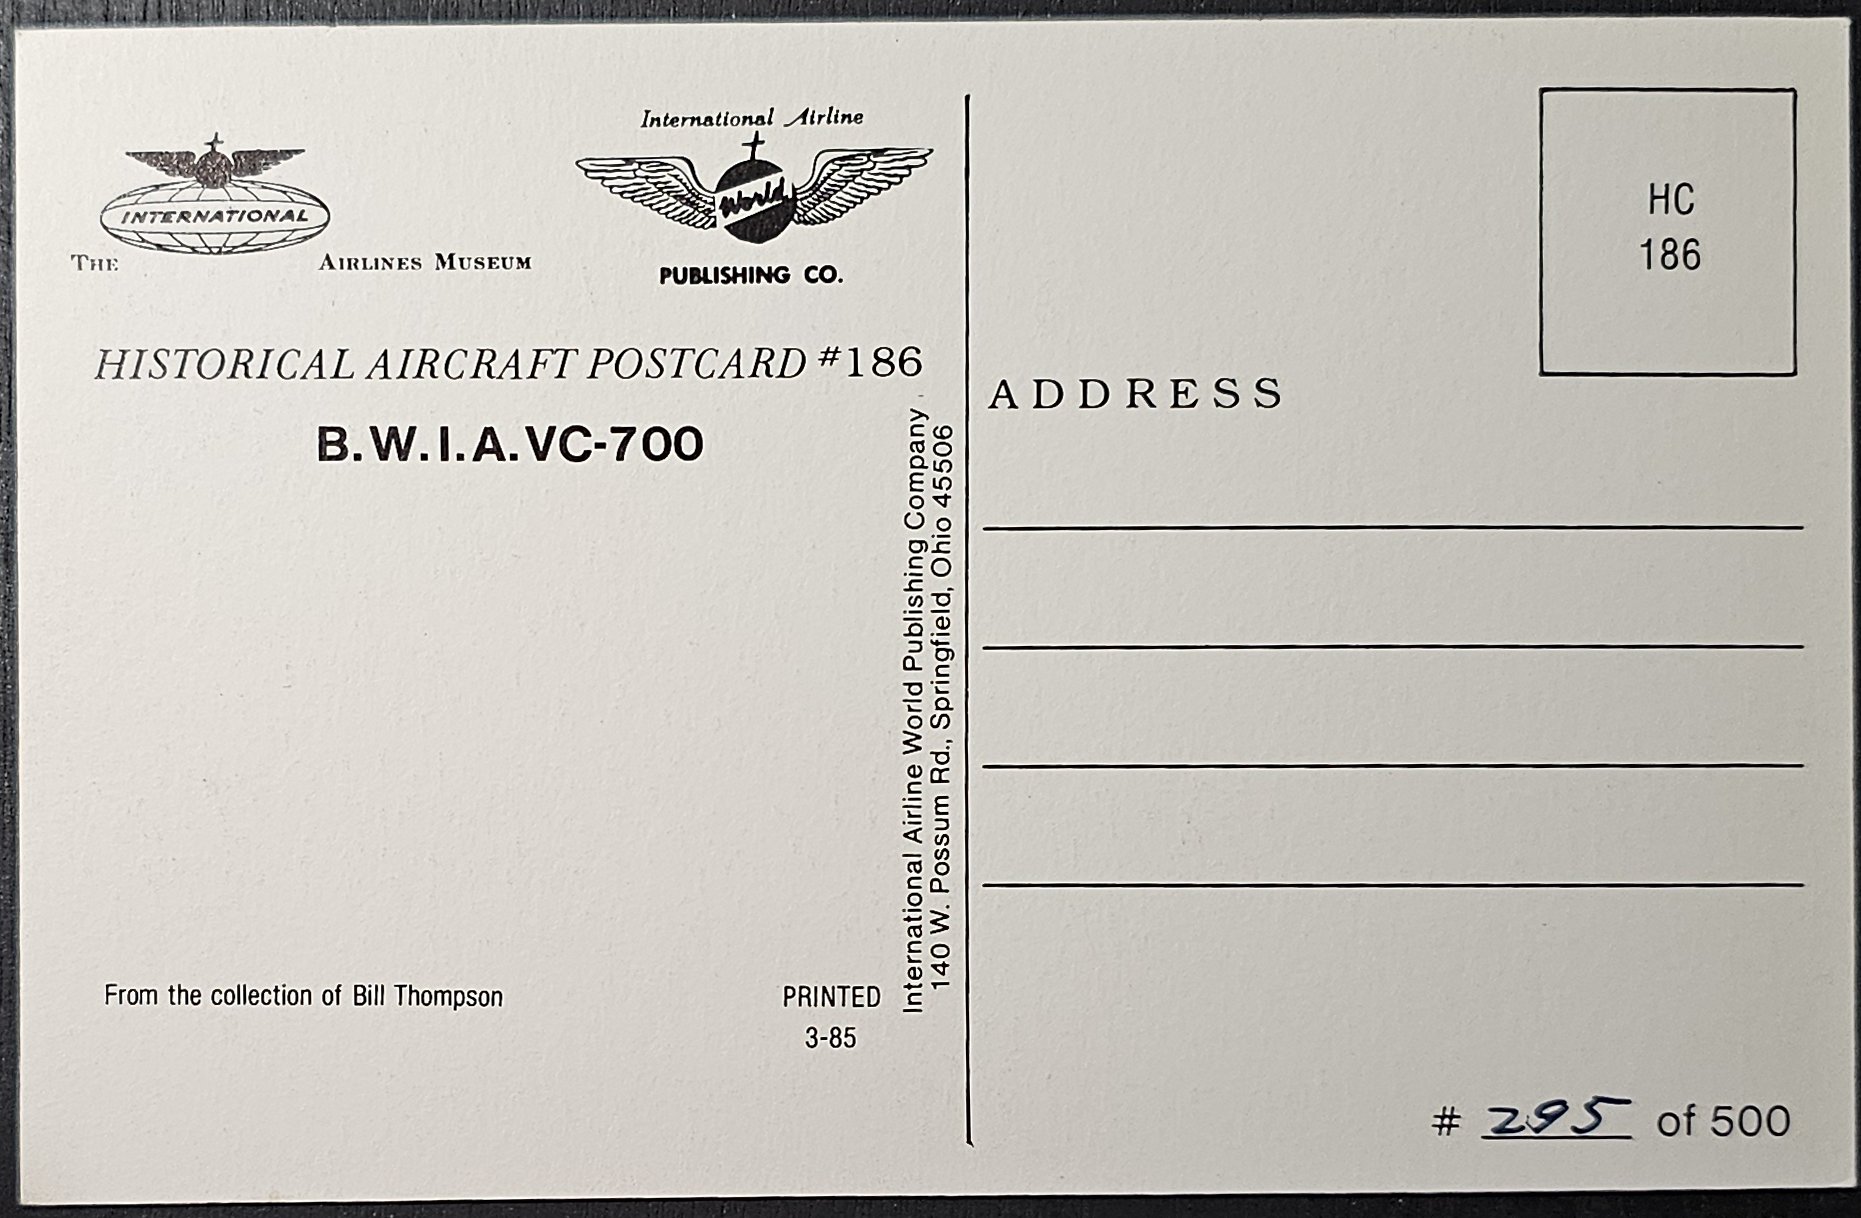 INTERNATIONAL
THE AIRLINES MUSEUM
International Airline
World
PUBLISHING CO.
HISTORICAL AIRCRAFT POSTCARD #186
B.W.I.A. VC-700
From the collection of Bill Thompson
PRINTED
3-85
International Airline World Publishing Company
140 W. Possum Rd., Springfield, Ohio 45506
HC
186
ADDRESS
# 295 of 500